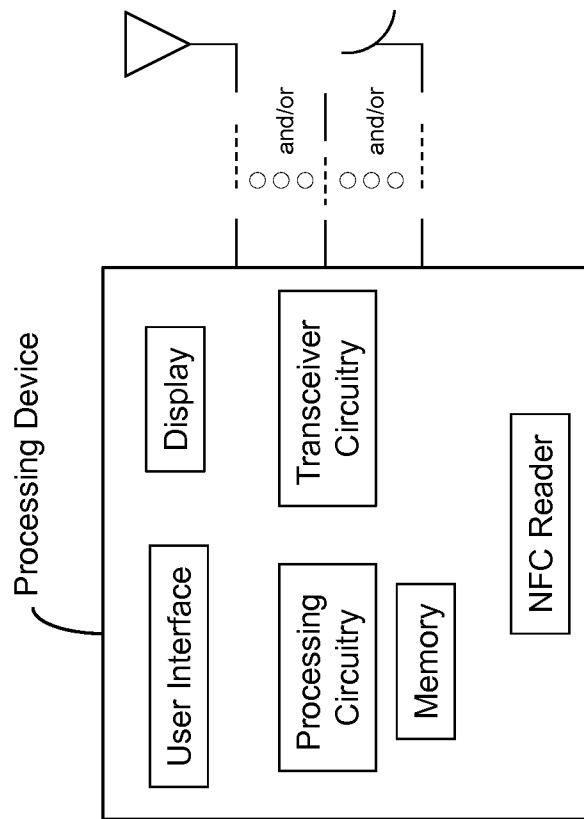 Processing Device
User Interface
Display
Processing
Circuitry
Transceiver
Circuitry
Memory
NFC Reader
and/or
and/or